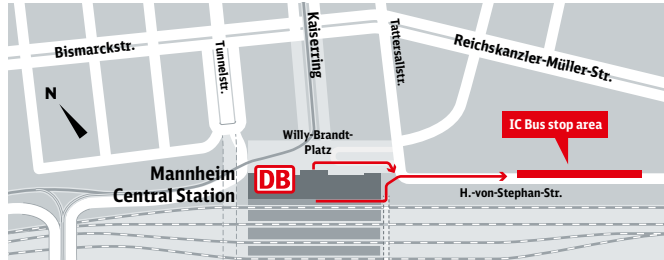 Bismarckstr.
Tunnelstr.
Kaiserring
Tattersallstr.
Reichskanzler-Müller-Str.
N
IC Bus stop area
Willy-Brandt-
Platz
Mannheim
Central Station
DB
H.-von-Stephan-Str.